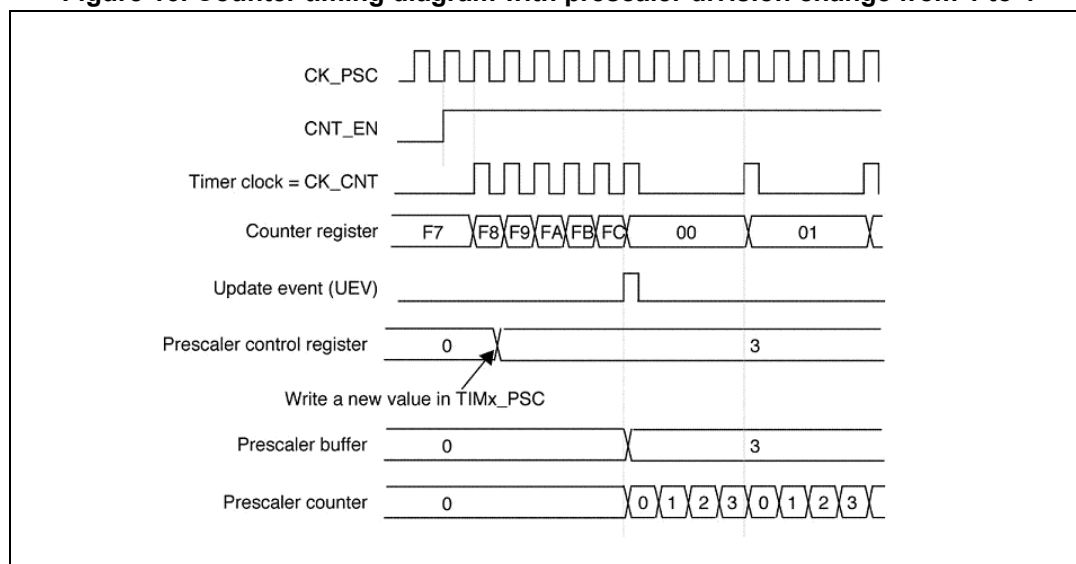 Counter timing diagram with prescaler division change from 1 to 4
CK_PSC
CNT_EN
Timer clock = CK_CNT
Counter register F7 F8 F9 FA FB FC 00 01
Update event (UEV)
Prescaler control register 0 3
Write a new value in TIMx_PSC
Prescaler buffer 0 3
Prescaler counter 0 0 1 2 3 0 1 2 3